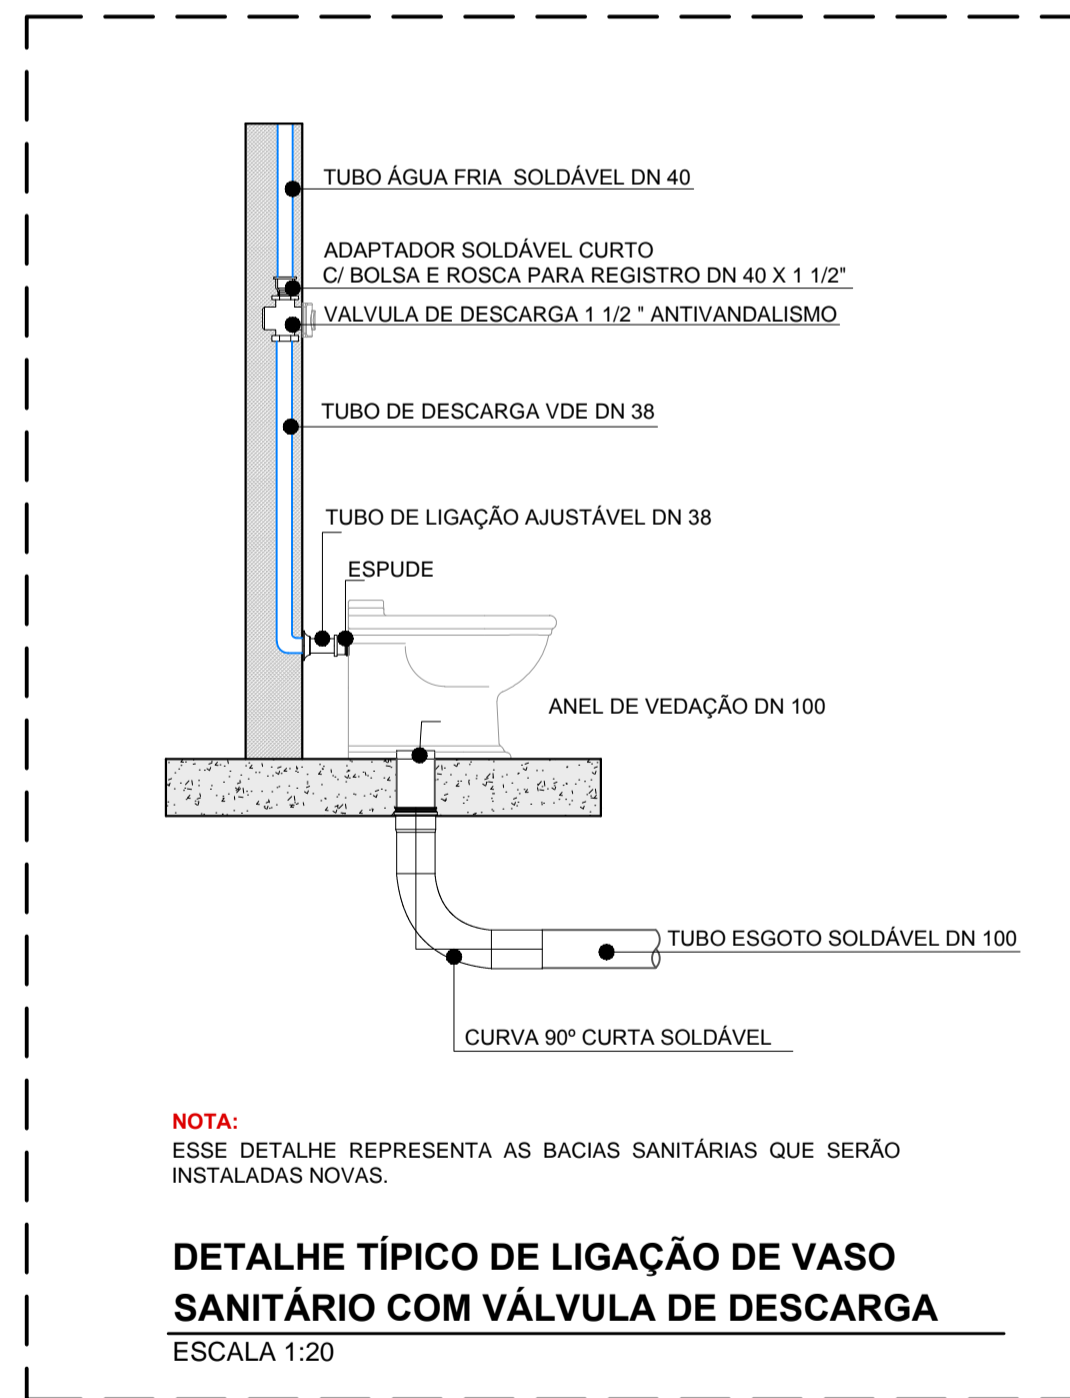 TUBO ÁGUA FRIA SOLDÁVEL DN 40
ADAPTADOR SOLDÁVEL CURTO
C/ BOLSA E ROSCA PARA REGISTRO DN 40 X 1 1/2"
VALVULA DE DESCARGA 1 1/2 " ANTIVANDALISMO
TUBO DE DESCARGA VDE DN 38
TUBO DE LIGAÇÃO AJUSTÁVEL DN 38
ESPUDE
ANEL DE VEDAÇÃO DN 100
TUBO ESGOTO SOLDÁVEL DN 100
CURVA 90º CURTA SOLDÁVEL
NOTA:
ESSE DETALHE REPRESENTA AS BACIAS SANITÁRIAS QUE SERÃO
INSTALADAS NOVAS.
DETALHE TÍPICO DE LIGAÇÃO DE VASO
SANITÁRIO COM VÁLVULA DE DESCARGA
ESCALA 1:20